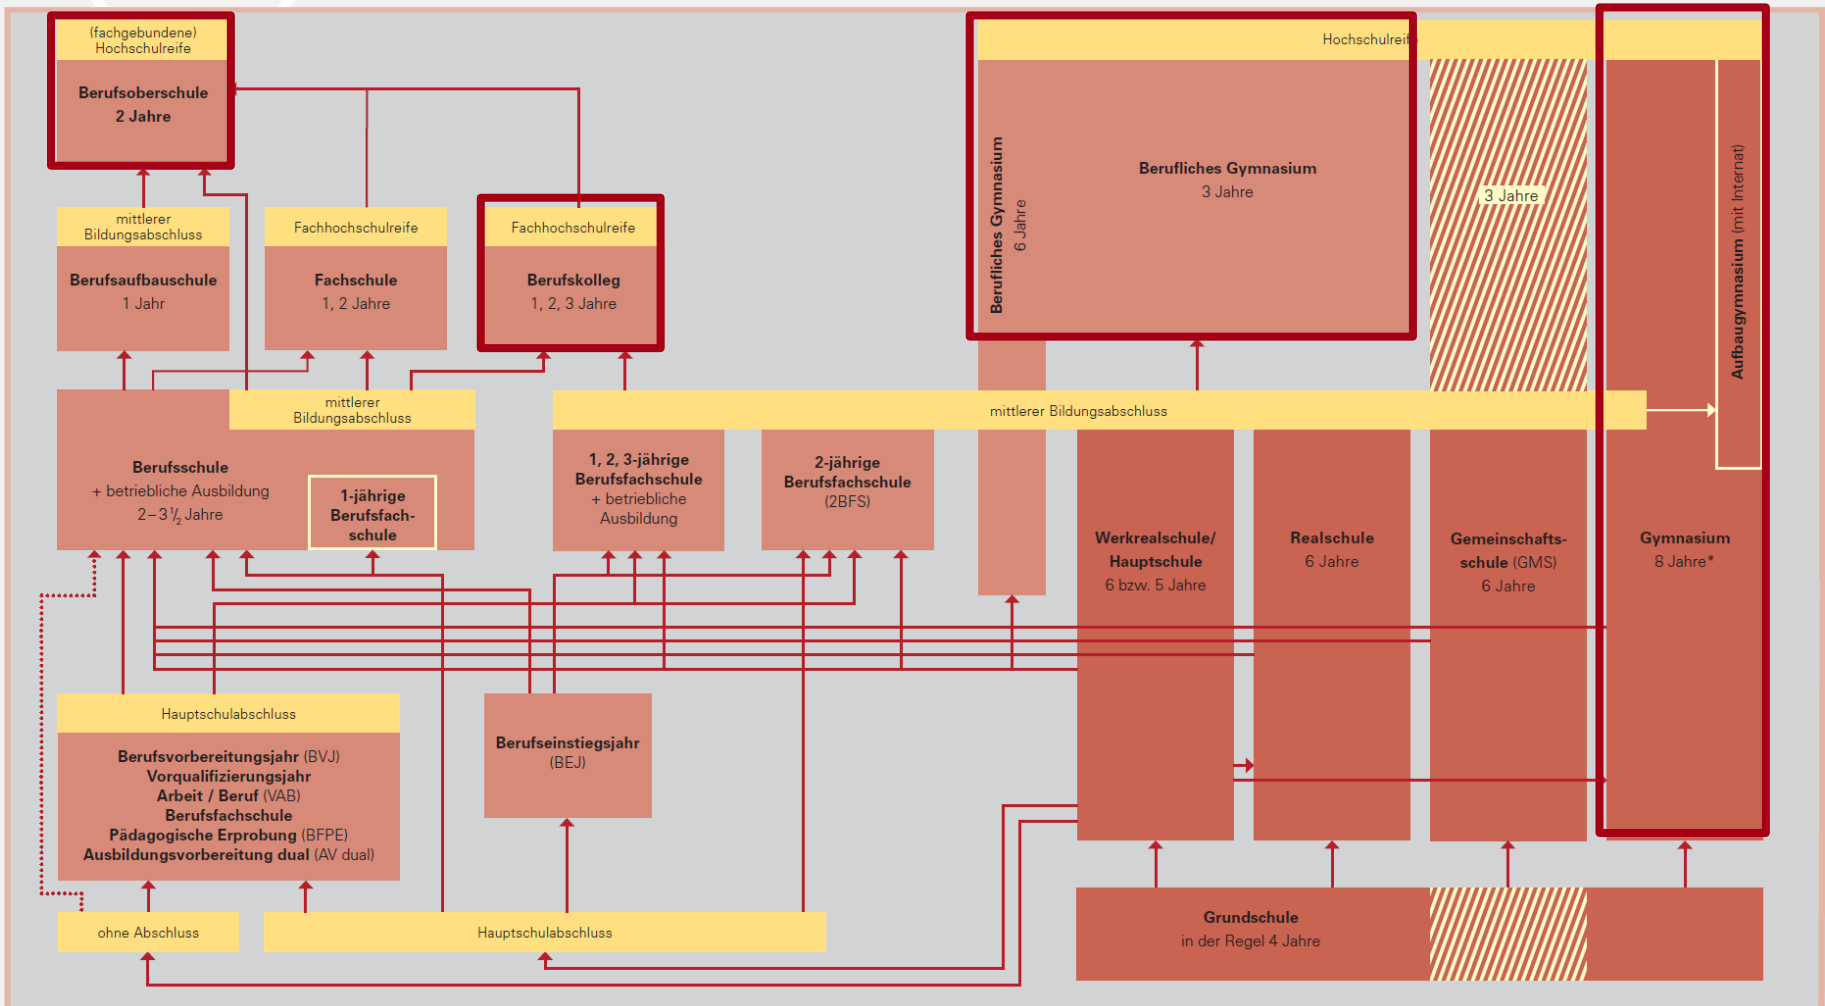 (fachgebundene)
Hochschulreife
Berufsoberschule
2 Jahre
Hochschulreife
Berufliches Gymnasium
6 Jahre
Berufliches Gymnasium
3 Jahre
3 Jahre
Aufbaugymnasium (mit Internat)
mittlerer
Bildungsabschluss
Berufsaufbauschule
1 Jahr
Fachhochschulreife
Fachschule
1, 2 Jahre
Fachhochschulreife
Berufskolleg
1, 2, 3 Jahre
mittlerer
Bildungsabschluss
mittlerer Bildungsabschluss
Berufsschule
+ betriebliche Ausbildung
2–3 1/2 Jahre
1-jährige
Berufsfach-
schule
1, 2, 3-jährige
Berufsfachschule
+ betriebliche
Ausbildung
2-jährige
Berufsfachschule
(2BFS)
Werkrealschule/
Hauptschule
6 bzw. 5 Jahre
Realschule
6 Jahre
Gemeinschafts-
schule (GMS)
6 Jahre
Gymnasium
8 Jahre*
Hauptschulabschluss
Berufsvorbereitungsjahr (BVJ)
Vorqualifizierungsjahr
Arbeit / Beruf (VAB)
Berufsfachschule
Pädagogische Erprobung (BFPE)
Ausbildungsvorbereitung dual (AV dual)
Berufseinstiegsjahr
(BEJ)
ohne Abschluss
Hauptschulabschluss
Grundschule
in der Regel 4 Jahre